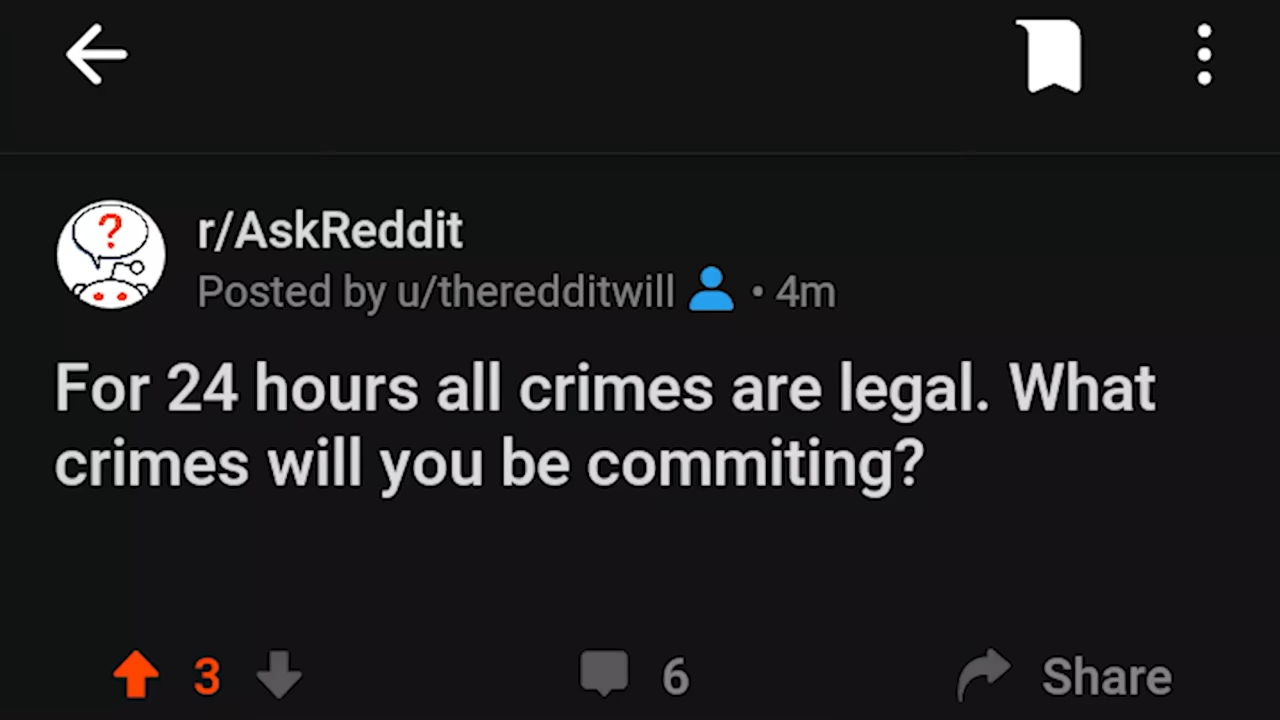 ?
r/AskReddit
Posted by u/theredditwill • 4m
For 24 hours all crimes are legal. What
crimes will you be commiting?
3
6
Share